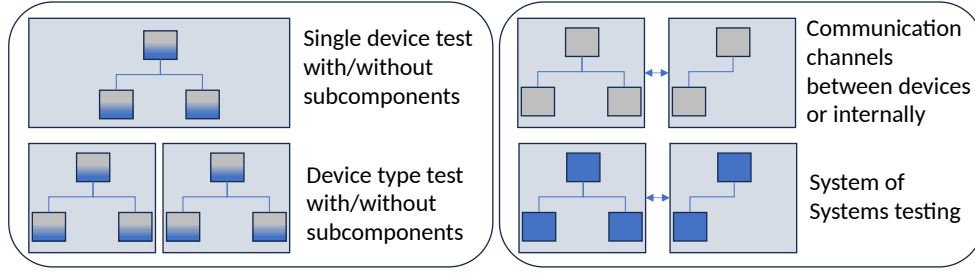 Single device test
with/without
subcomponents
Device type test
with/without
subcomponents
Communication
channels
between devices
or internally
System of
Systems testing